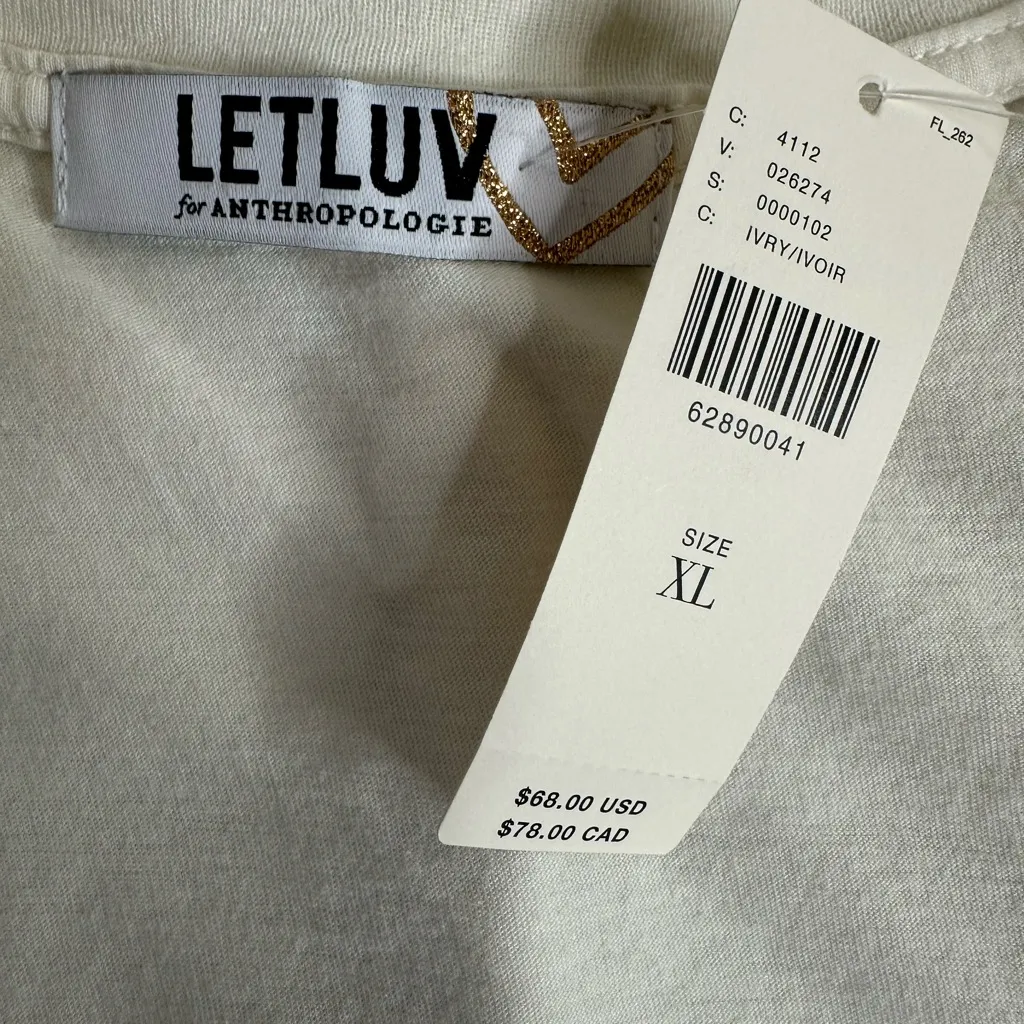 LETLUV
for ANTHROPOLOGIE
FL_262
C: 4112
V: 026274
S: 0000102
C: IVRY/IVOIR
62890041
SIZE
XL
$68.00 USD
$78.00 CAD